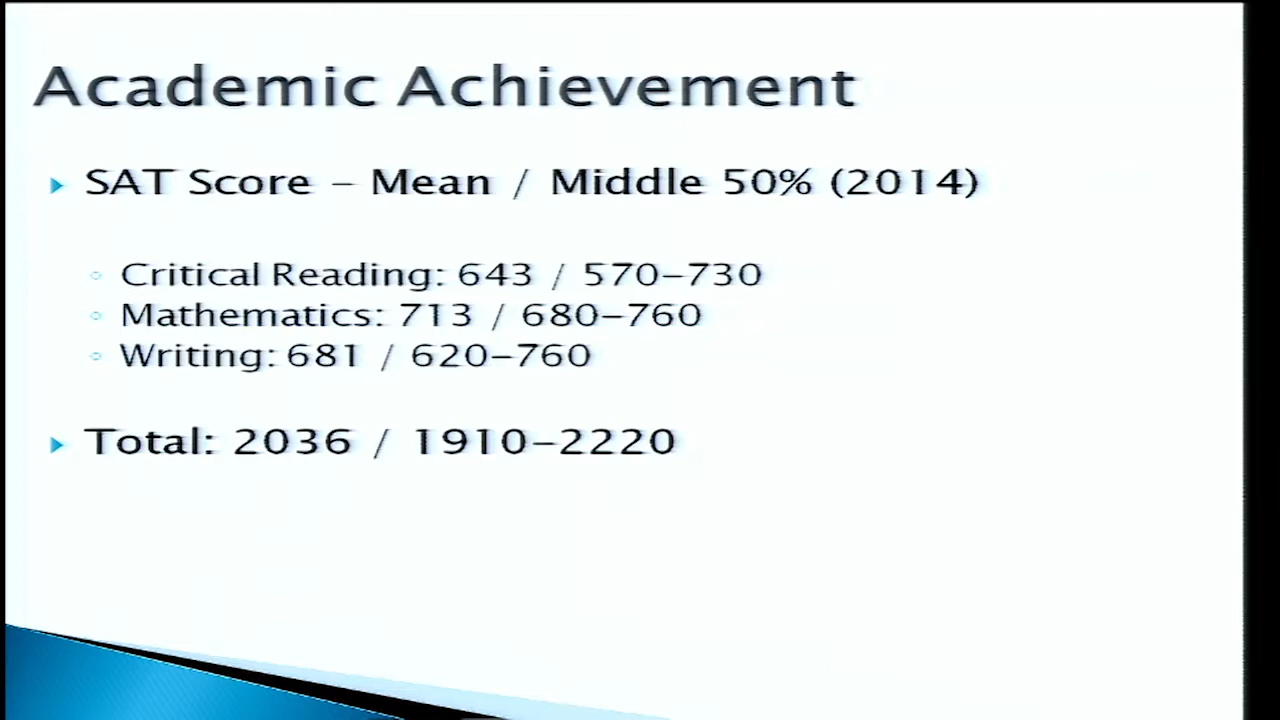 Academic Achievement
SAT Score – Mean / Middle 50% (2014)
Critical Reading: 643 / 570–730
Mathematics: 713 / 680–760
Writing: 681 / 620–760
Total: 2036 / 1910–2220